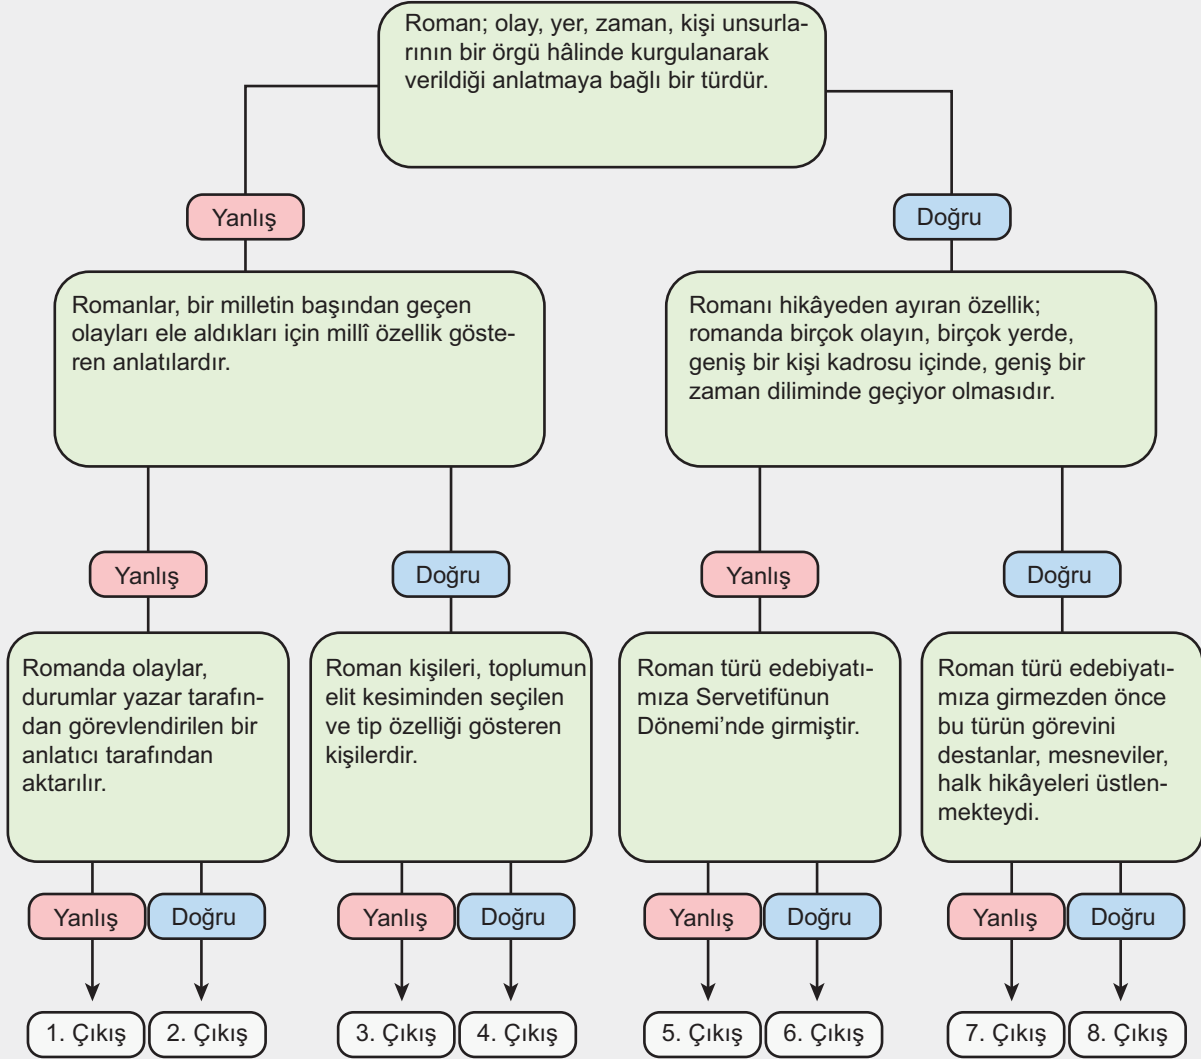 Roman; olay, yer, zaman, kişi unsurla-
rının bir örgü hâlinde kurgulanarak
verildiği anlatmaya bağlı bir türdür.
Yanlış
Doğru
Romanlar, bir milletin başından geçen
olayları ele aldıkları için millî özellik göste-
ren anlatılardır.
Romanı hikâyeden ayıran özellik;
romanda birçok olayın, birçok yerde,
geniş bir kişi kadrosu içinde, geniş bir
zaman diliminde geçiyor olmasıdır.
Yanlış
Doğru
Yanlış
Doğru
Romanda olaylar,
durumlar yazar tarafın-
dan görevlendirilen bir
anlatıcı tarafından
aktarılır.
Roman kişileri, toplumun
elit kesiminden seçilen
ve tip özelliği gösteren
kişilerdir.
Roman türü edebiyatı-
mıza Servetifünun
Dönemi’nde girmiştir.
Roman türü edebiyatı-
mıza girmezden önce
bu türün görevini
destanlar, mesneviler,
halk hikâyeleri üstlen-
mekteydi.
Yanlış
Doğru
Yanlış
Doğru
Yanlış
Doğru
Yanlış
Doğru
1. Çıkış
2. Çıkış
3. Çıkış
4. Çıkış
5. Çıkış
6. Çıkış
7. Çıkış
8. Çıkış